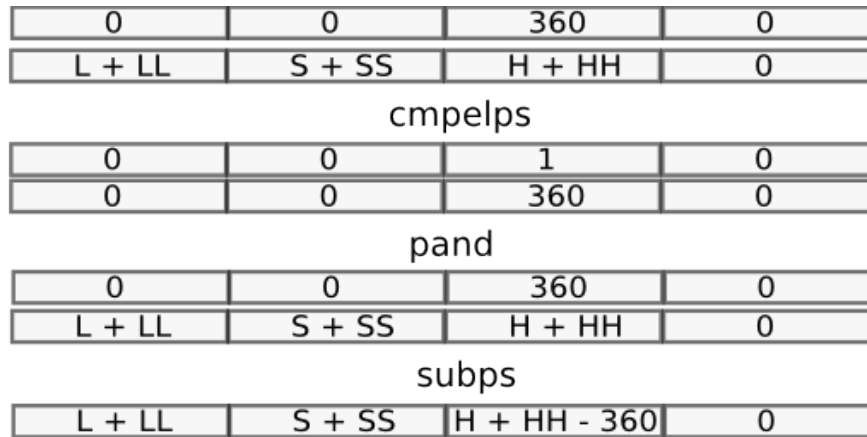 0 0 360 0
L + LL S + SS H + HH 0
cmpelps
0 0 1 0
0 0 360 0
pand
0 0 360 0
L + LL S + SS H + HH 0
subps
L + LL S + SS H + HH - 360 0